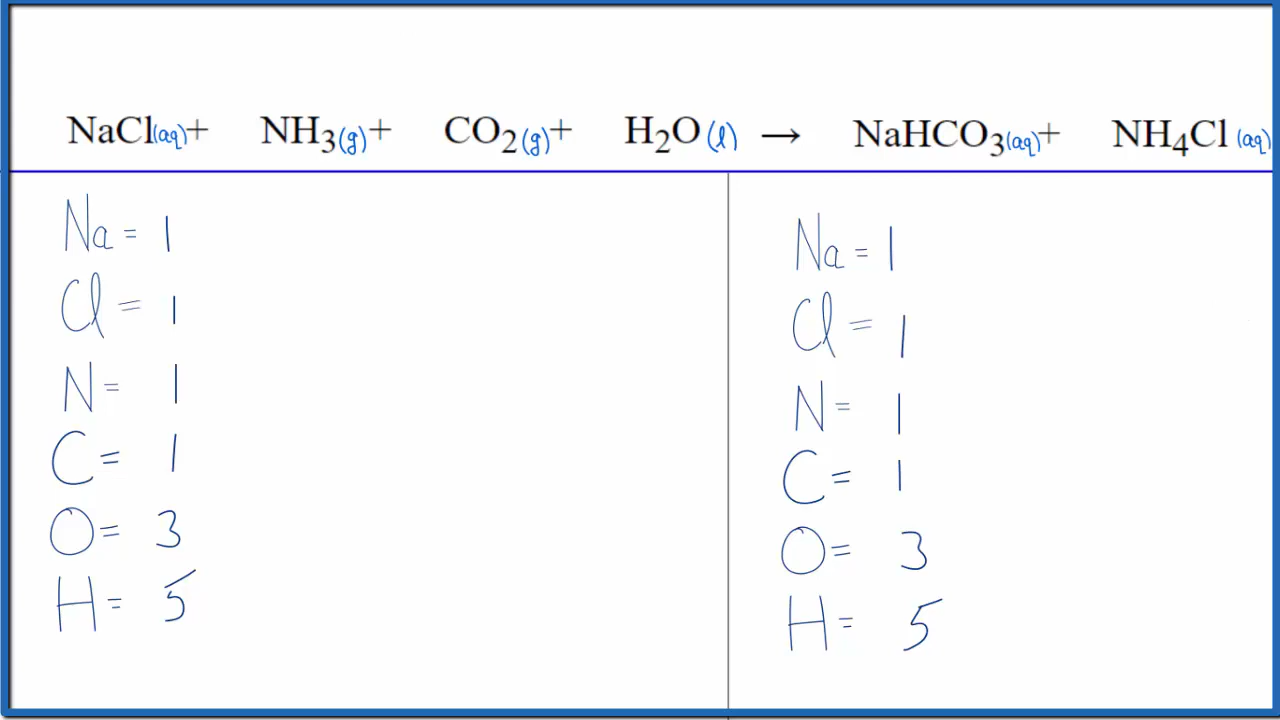 NaCl(aq)+ NH₃(g)+ CO₂(g)+ H₂O(l) → NaHCO₃(aq)+ NH₄Cl (aq)
Na = 1
Cl = 1
N = 1
C = 1
O = 3
H = 5
Na = 1
Cl = 1
N = 1
C = 1
O = 3
H = 5